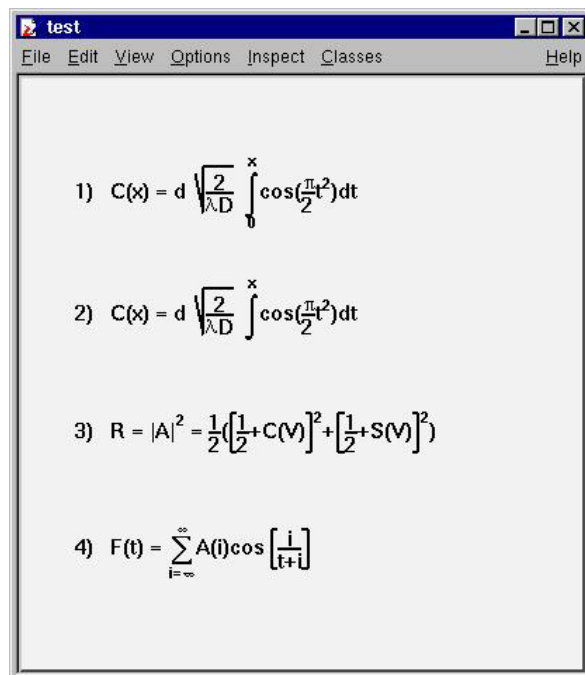 test
File Edit View Options Inspect Classes Help
1) C(x) = d √(2/λD) ∫₀ˣ cos(π/2 t²)dt
2) C(x) = d √(2/λD) ∫ˣ cos(π/2 t²)dt
3) R = |A|² = 1/2([1/2+C(V)]²+[1/2+S(V)]²)
4) F(t) = ∑_{i=∞}^{∞} A(i)cos[i/(t+i)]